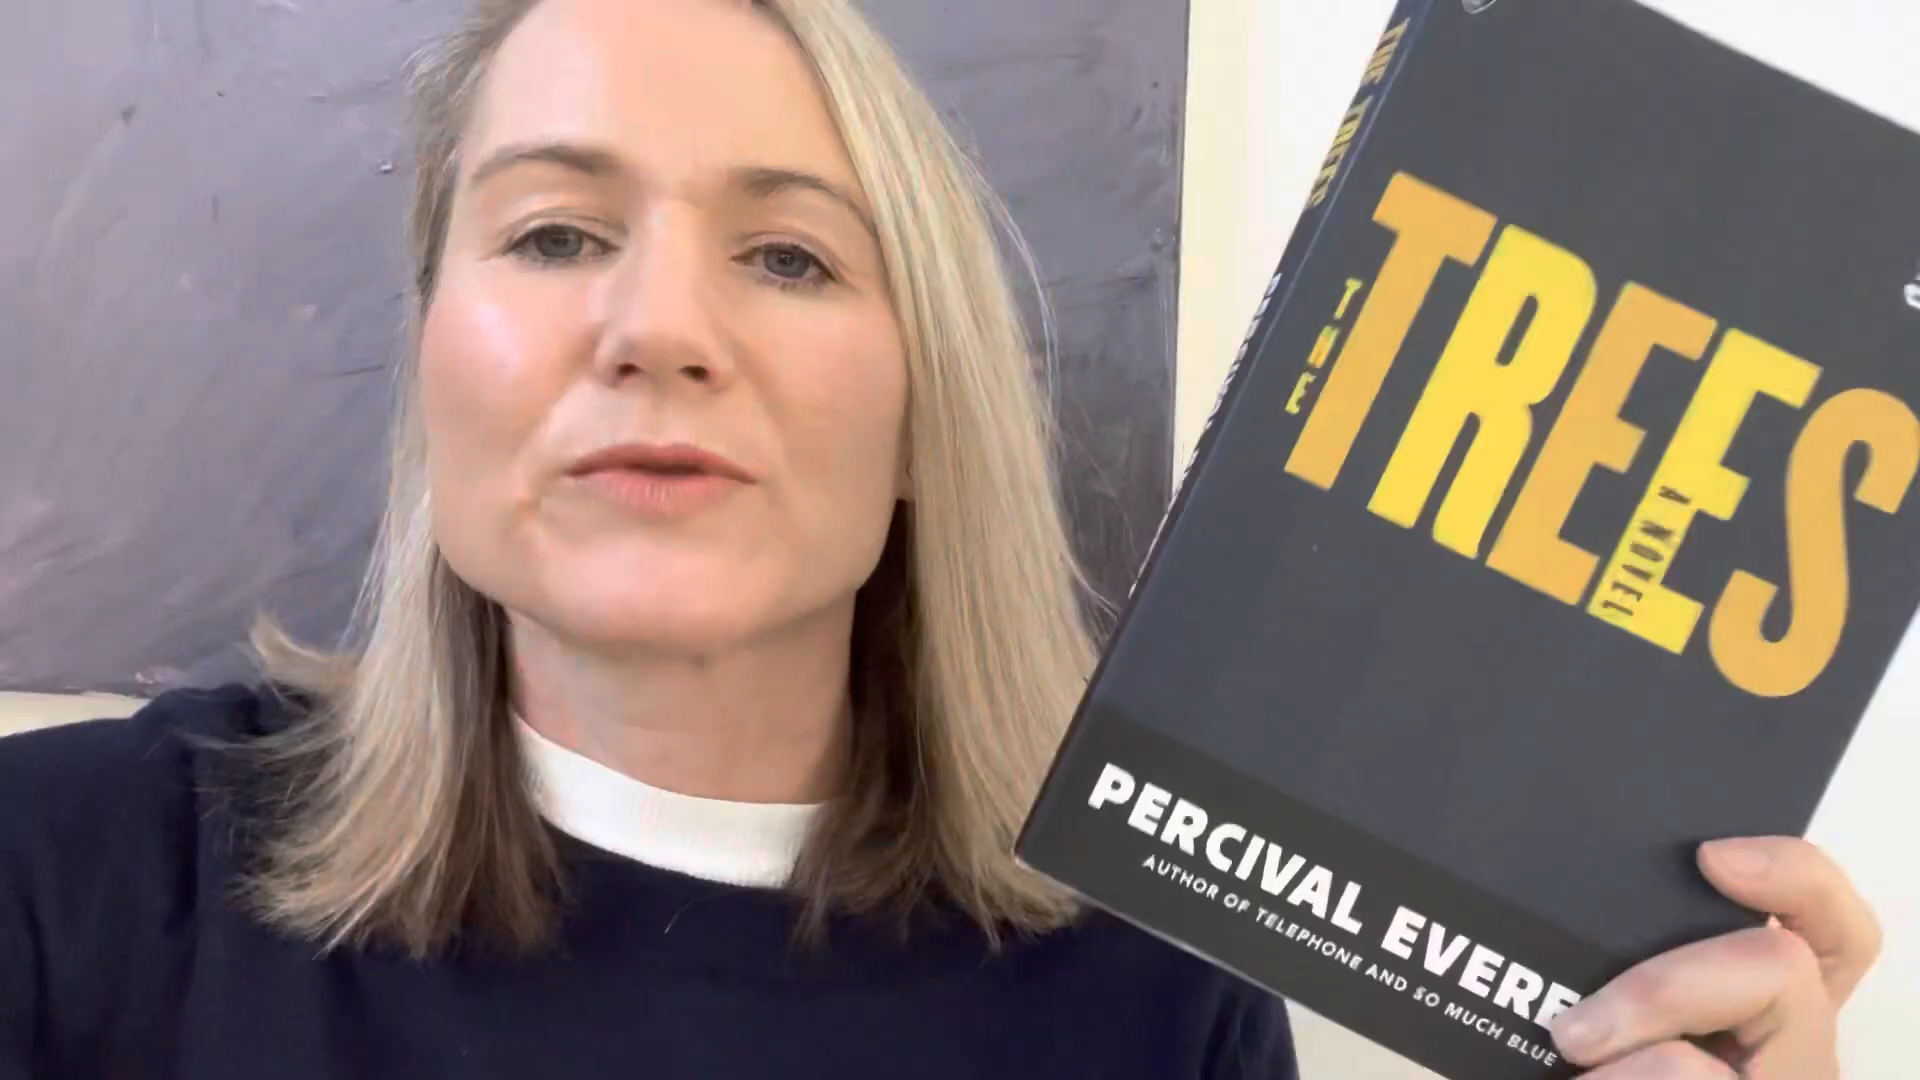 THE TREES
THE
TREES
A NOVEL
PERCIVAL EVERE
AUTHOR OF TELEPHONE AND SO MUCH BLUE